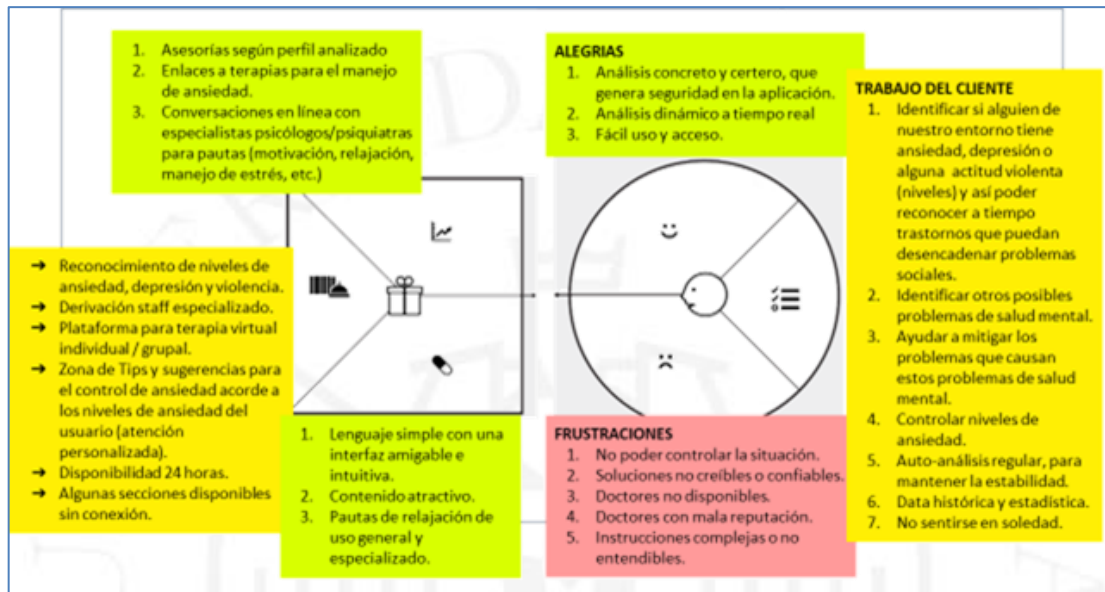 1. Asesorías según perfil analizado
2. Enlaces a terapias para el manejo
de ansiedad.
3. Conversaciones en línea con
especialistas psicólogos/psiquiatras
para pautas (motivación, relajación,
manejo de estrés, etc.)
➔ Reconocimiento de niveles de
ansiedad, depresión y violencia.
➔ Derivación staff especializado.
➔ Plataforma para terapia virtual
individual / grupal.
➔ Zona de Tips y sugerencias para
el control de ansiedad acorde a
los niveles de ansiedad del
usuario (atención
personalizada).
➔ Disponibilidad 24 horas.
➔ Algunas secciones disponibles
sin conexión.
1. Lenguaje simple con una
interfaz amigable e
intuitiva.
2. Contenido atractivo.
3. Pautas de relajación de
uso general y
especializado.
ALEGRIAS
1. Análisis concreto y certero, que
genera seguridad en la aplicación.
2. Análisis dinámico a tiempo real
3. Fácil uso y acceso.
FRUSTRACIONES
1. No poder controlar la situación.
2. Soluciones no creíbles o confiables.
3. Doctores no disponibles.
4. Doctores con mala reputación.
5. Instrucciones complejas o no
entendibles.
TRABAJO DEL CLIENTE
1. Identificar si alguien de
nuestro entorno tiene
ansiedad, depresión o
alguna actitud violenta
(niveles) y así poder
reconocer a tiempo
trastornos que puedan
desencadenar problemas
sociales.
2. Identificar otros posibles
problemas de salud mental.
3. Ayudar a mitigar los
problemas que causan
estos problemas de salud
mental.
4. Controlar niveles de
ansiedad.
5. Auto-análisis regular, para
mantener la estabilidad.
6. Data histórica y estadística.
7. No sentirse en soledad.